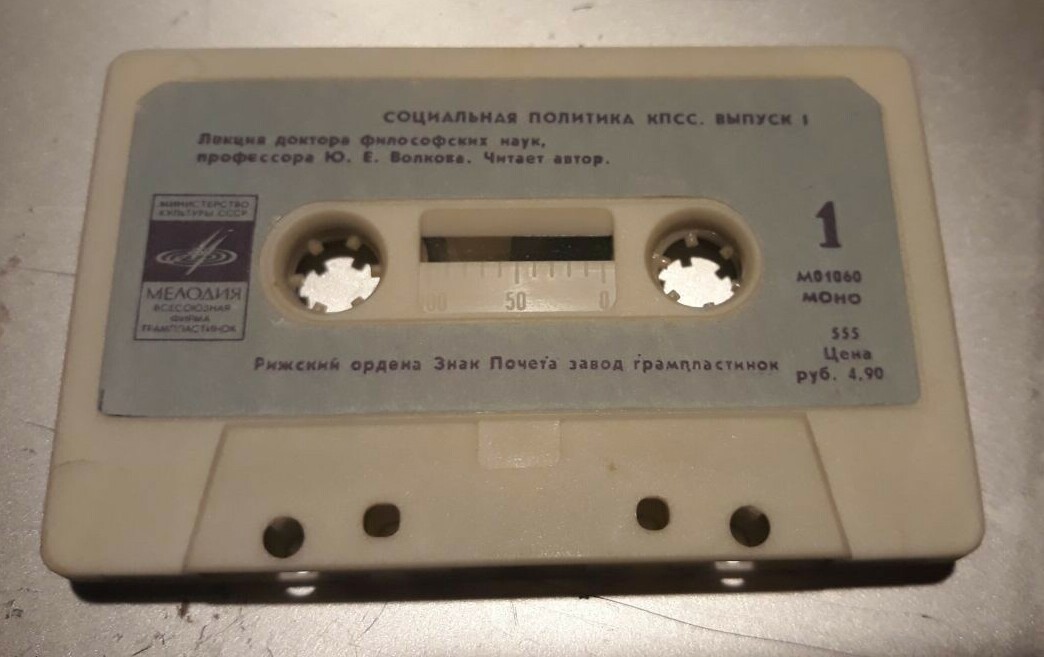 СОЦИАЛЬНАЯ ПОЛИТИКА КПСС. ВЫПУСК I
Лекция доктора философских наук,
профессора Ю. Е. Волкова. Читает автор.
МИНИСТЕРСТВО
КУЛЬТУРЫ СССР
МЕЛОДИЯ
ВСЕСОЮЗНАЯ
ФИРМА
ГРАМПЛАСТИНОК
1
М01060
МОНО
100 50 0
555
Цена
руб. 4.90
Рижский ордена Знак Почета завод грампластинок